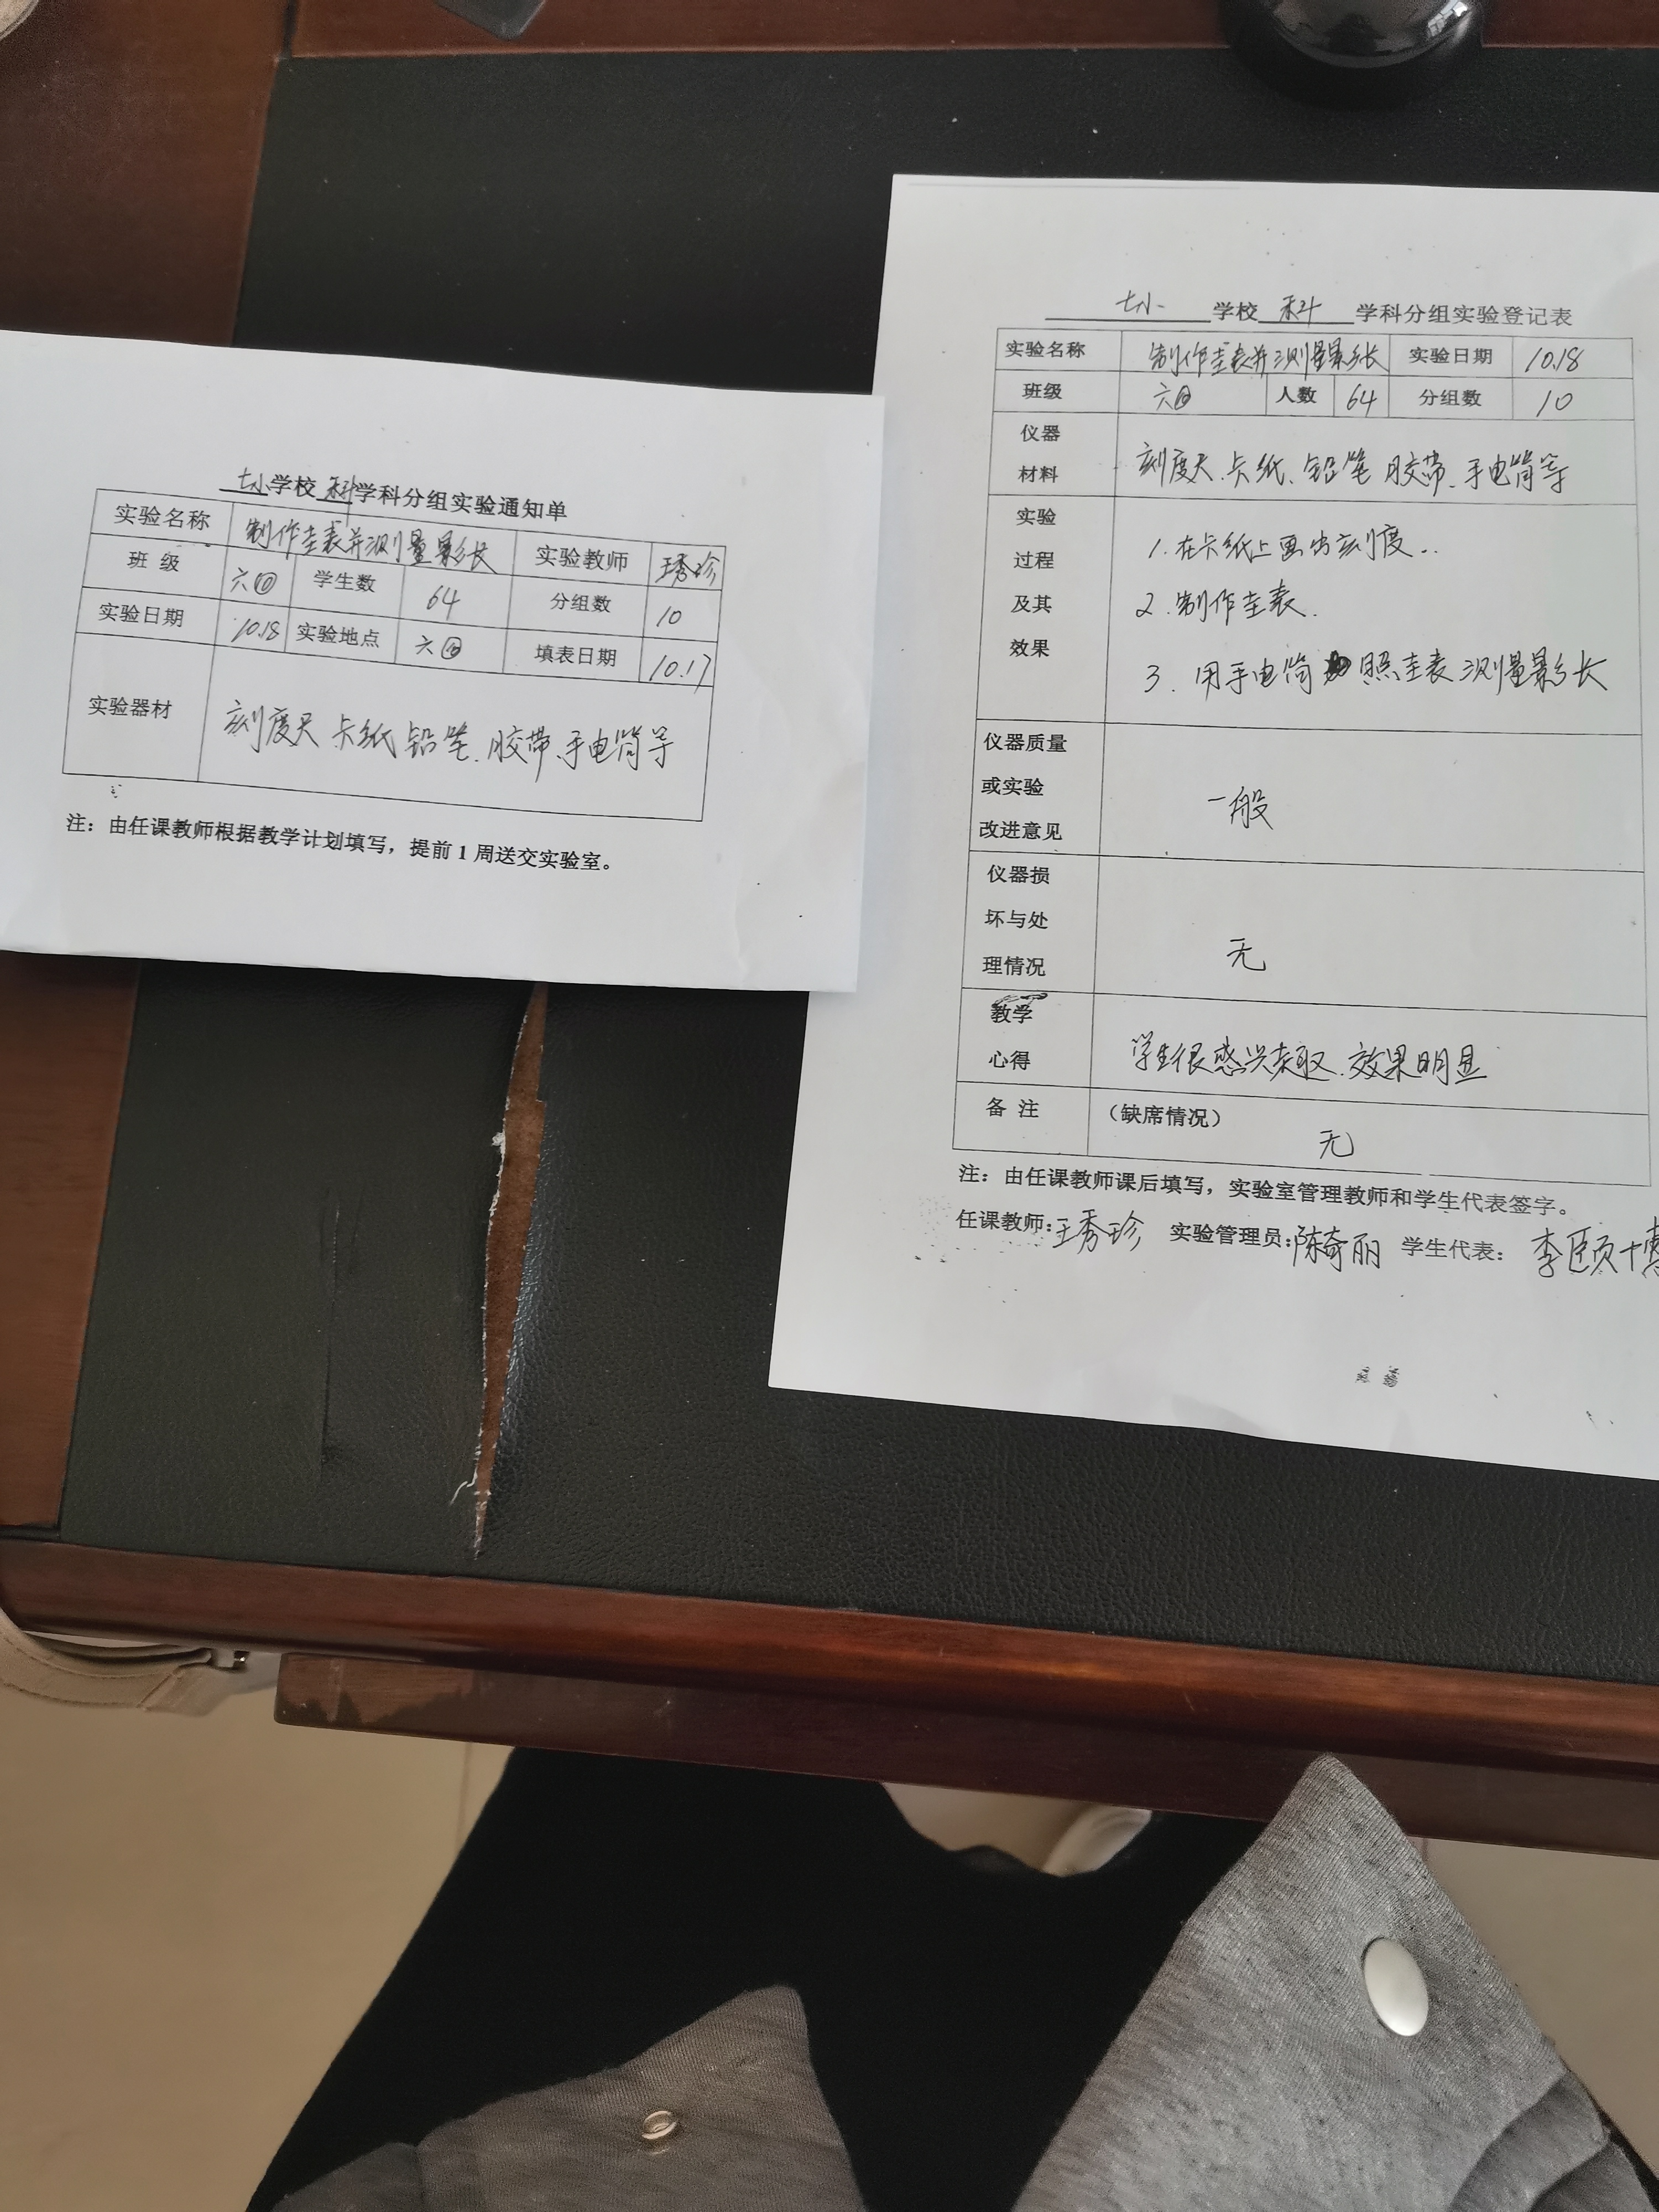 七小学校科学科分组实验通知单
实验名称 制作圭表并测量影长 实验教师 王秀珍
班 级 六④ 学生数 64 分组数 10
实验日期 10.18 实验地点 六④ 填表日期 10.17
实验器材 刻度尺 卡纸 铅笔、胶带、手电筒等
注：由任课教师根据教学计划填写，提前1周送交实验室。
七小 学校 科 学科分组实验登记表
实验名称 制作圭表并测量影长 实验日期 10.18
班级 六④ 人数 64 分组数 10
仪器
材料
刻度尺、卡纸、铅笔 胶带、手电筒等
实验
过程
及其
效果
1. 在卡纸上画出刻度..
2. 制作圭表.
3. 用手电筒照圭表测量影长
仪器质量
或实验
改进意见
一般
仪器损
坏与处
理情况
无
教学
心得
学生很感兴趣.效果明显
备 注 （缺席情况）
无
注：由任课教师课后填写，实验室管理教师和学生代表签字。
任课教师：王秀珍 实验管理员：陈奇丽 学生代表：李颐博